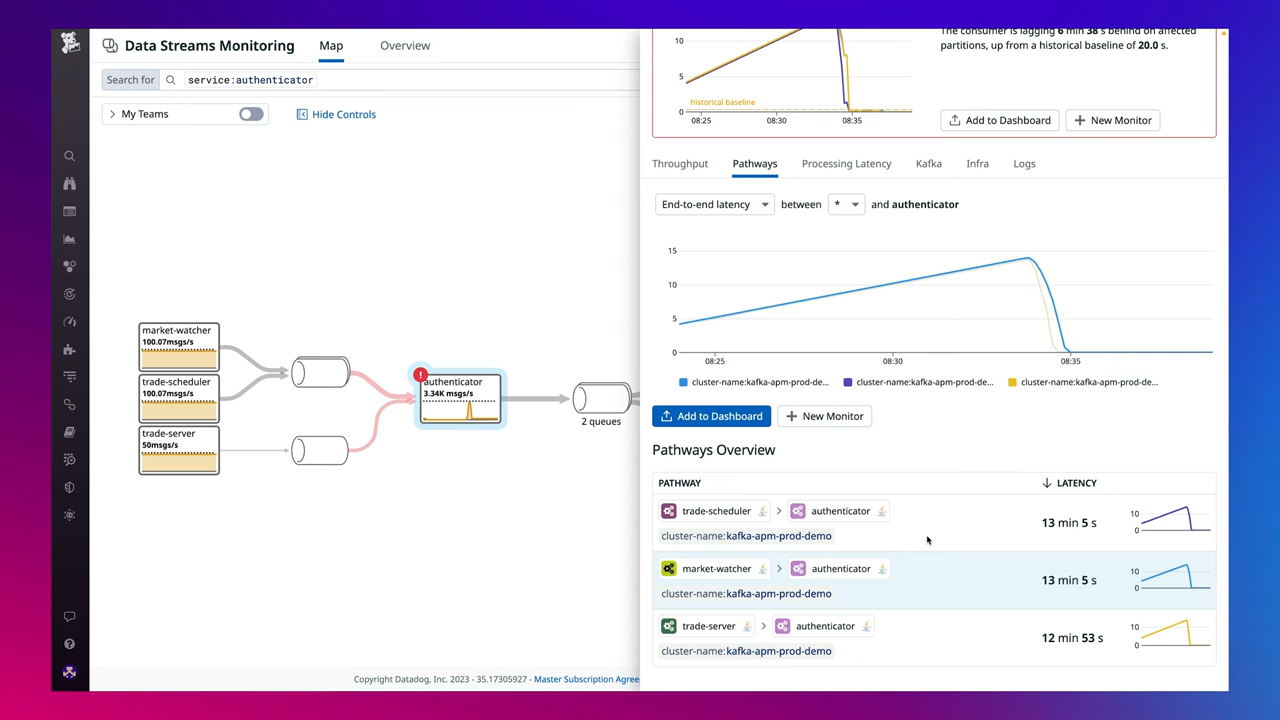 Data Streams Monitoring
Map
Overview
Search for
service:authenticator
My Teams
Hide Controls
market-watcher
100.07msgs/s
trade-scheduler
100.07msgs/s
trade-server
50msgs/s
authenticator
3.34K msgs/s
2 queues
Copyright Datadog, Inc. 2023 - 35.17305927 - Master Subscription Agree
10
5
0
historical baseline
08:25
08:30
08:35
The consumer is lagging 6 min 38 s behind on affected
partitions, up from a historical baseline of 20.0 s.
Add to Dashboard
New Monitor
Throughput
Pathways
Processing Latency
Kafka
Infra
Logs
End-to-end latency
between
*
and authenticator
15
10
5
0
08:25
08:30
08:35
cluster-name:kafka-apm-prod-de...
cluster-name:kafka-apm-prod-de...
cluster-name:kafka-apm-prod-de...
Add to Dashboard
New Monitor
Pathways Overview
PATHWAY
LATENCY
trade-scheduler > authenticator
cluster-name:kafka-apm-prod-demo
13 min 5 s
10
0
market-watcher > authenticator
cluster-name:kafka-apm-prod-demo
13 min 5 s
10
0
trade-server > authenticator
cluster-name:kafka-apm-prod-demo
12 min 53 s
10
0